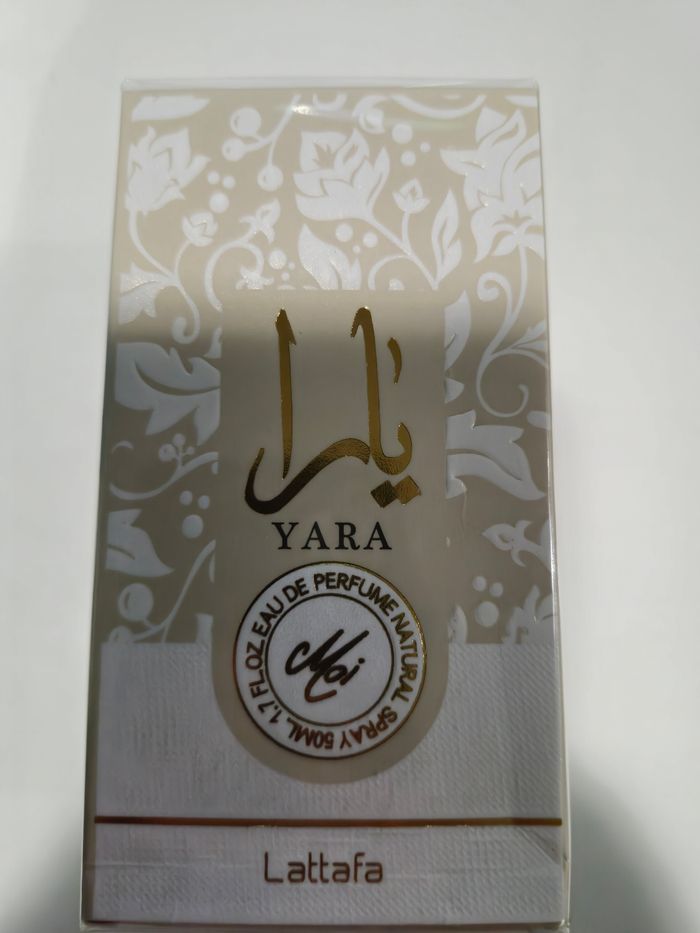 يارا
YARA
EAU DE PERFUME NATURAL SPRAY 50ML 1.7 FL.OZ
Moi
Lattafa